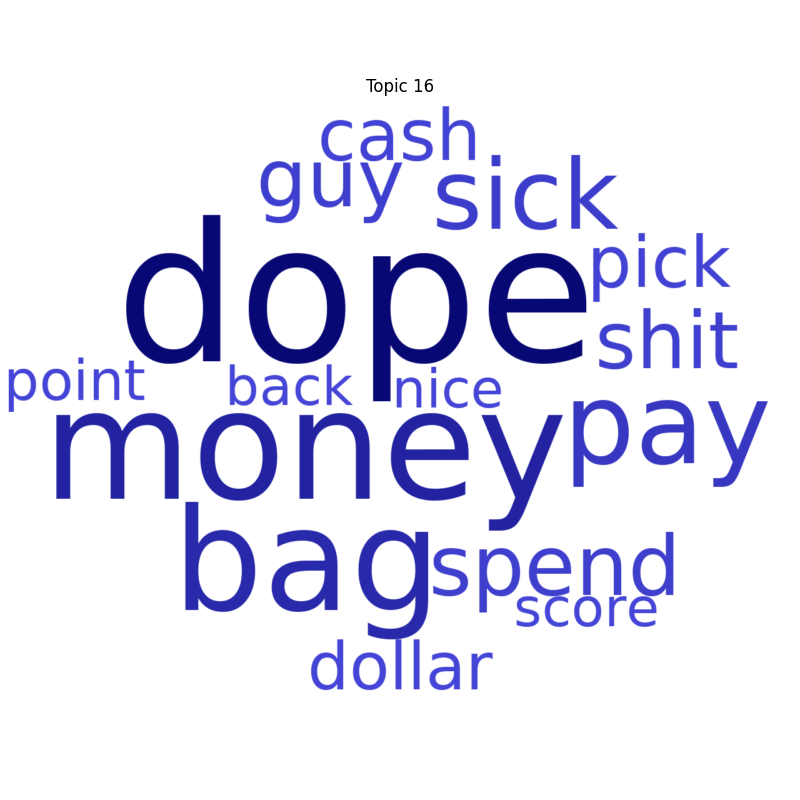 Topic 16
cash
guy sick
dope
pick
shit
point back nice
money pay
bag spend
score
dollar